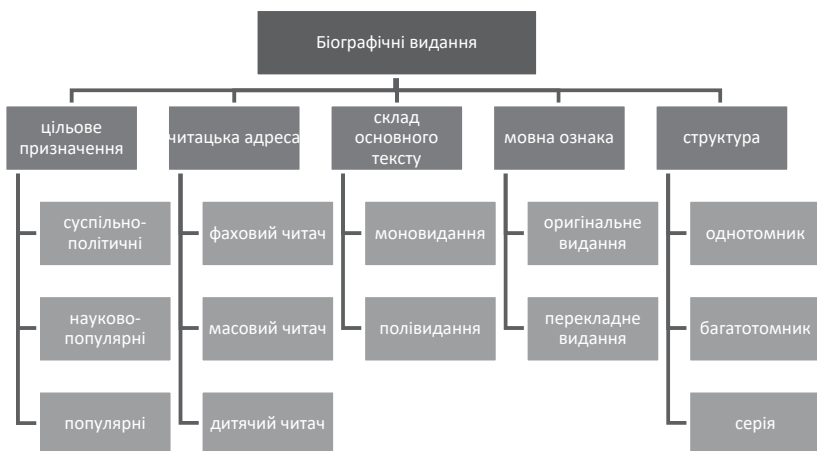 Біографічні видання
цільове
призначення
читацька адреса
склад
основного
тексту
мовна ознака
структура
суспільно-
політичні
науково-
популярні
популярні
фаховий читач
масовий читач
дитячий читач
моновидання
полівидання
оригінальне
видання
перекладне
видання
однотомник
багатотомник
серія